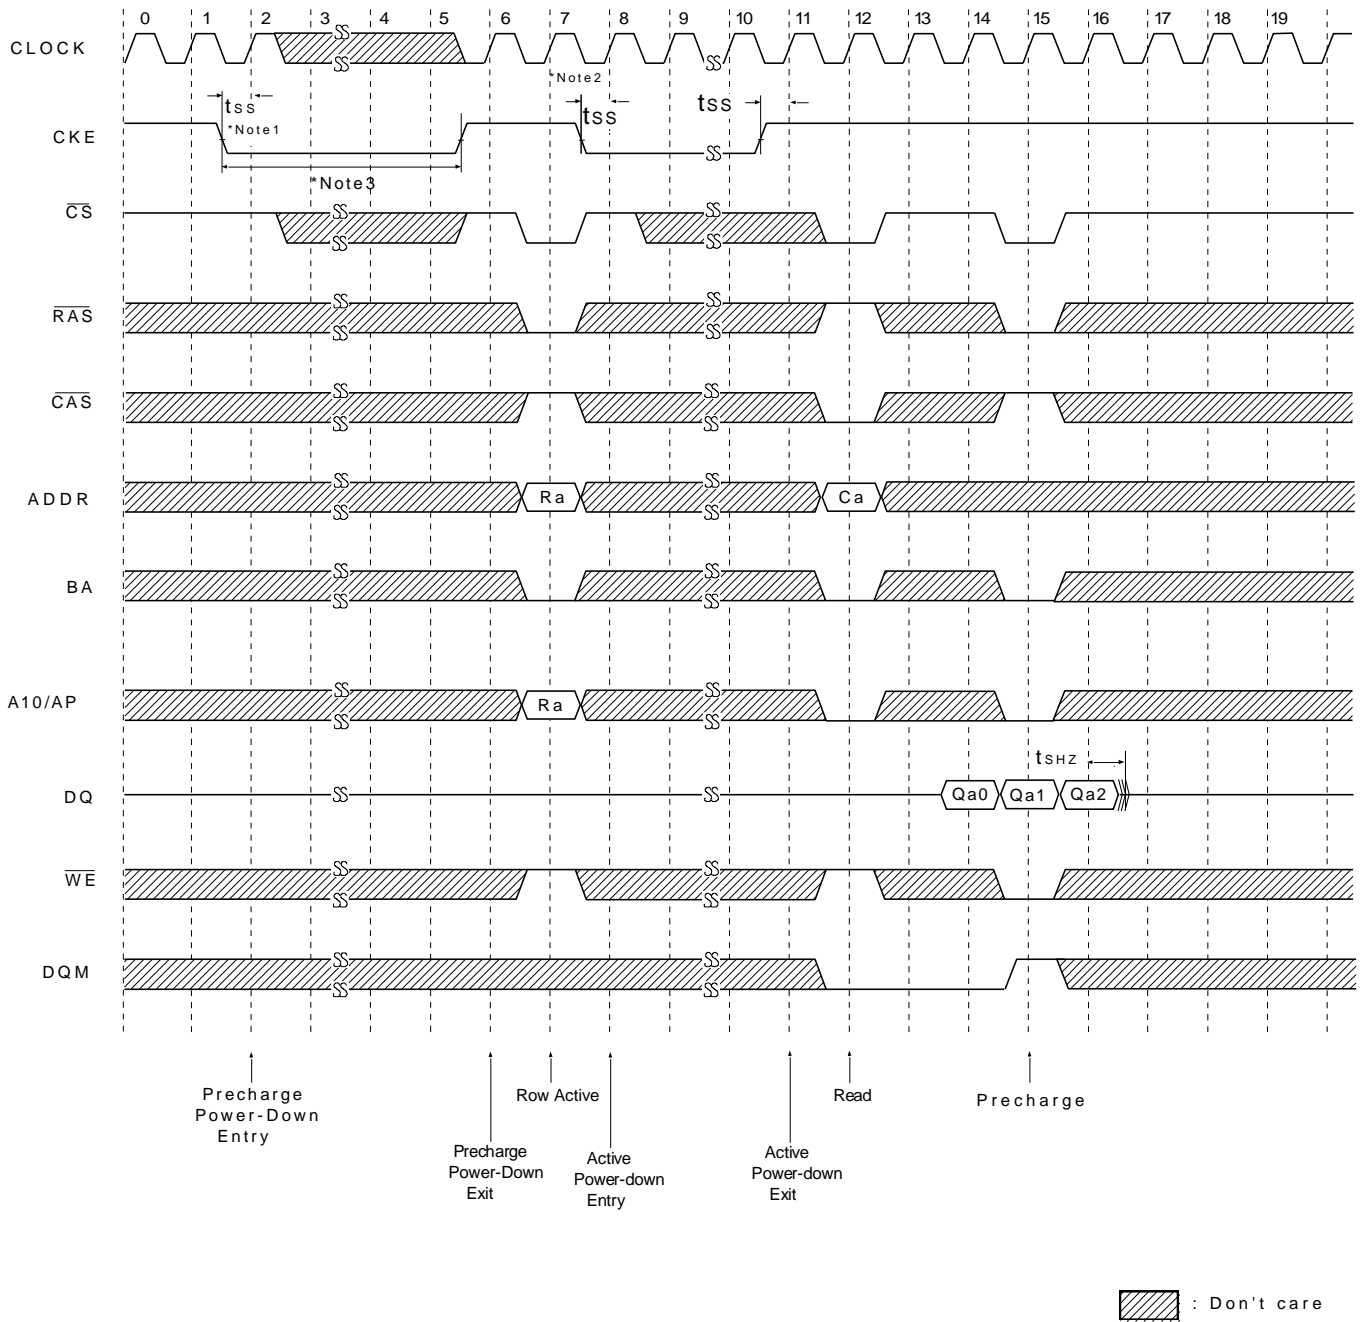 0 1 2 3 4 5 6 7 8 9 10 11 12 13 14 15 16 17 18 19
CLOCK
*Note2
tSS
tSS
tSS
*Note1
CKE
*Note3
CS
RAS
CAS
ADDR Ra Ca
BA
A10/AP Ra
tSHZ
DQ Qa0 Qa1 Qa2
WE
DQM
Precharge
Power-Down
Entry
Row Active
Read
Precharge
Precharge
Power-Down
Exit
Active
Power-down
Entry
Active
Power-down
Exit
: Don't care